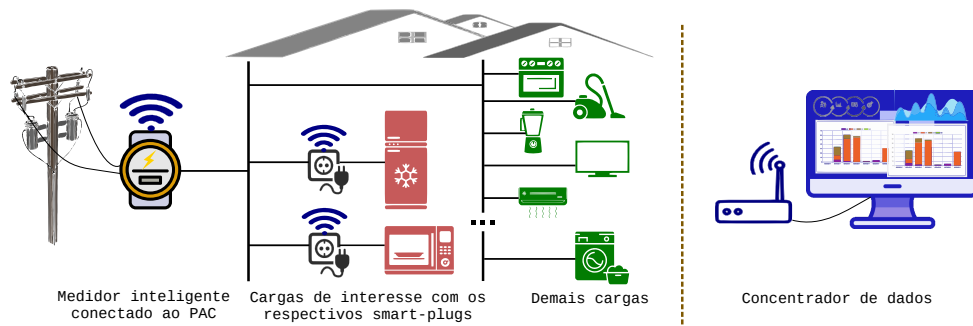 Medidor inteligente
conectado ao PAC
Cargas de interesse com os
respectivos smart-plugs
Demais cargas
Concentrador de dados